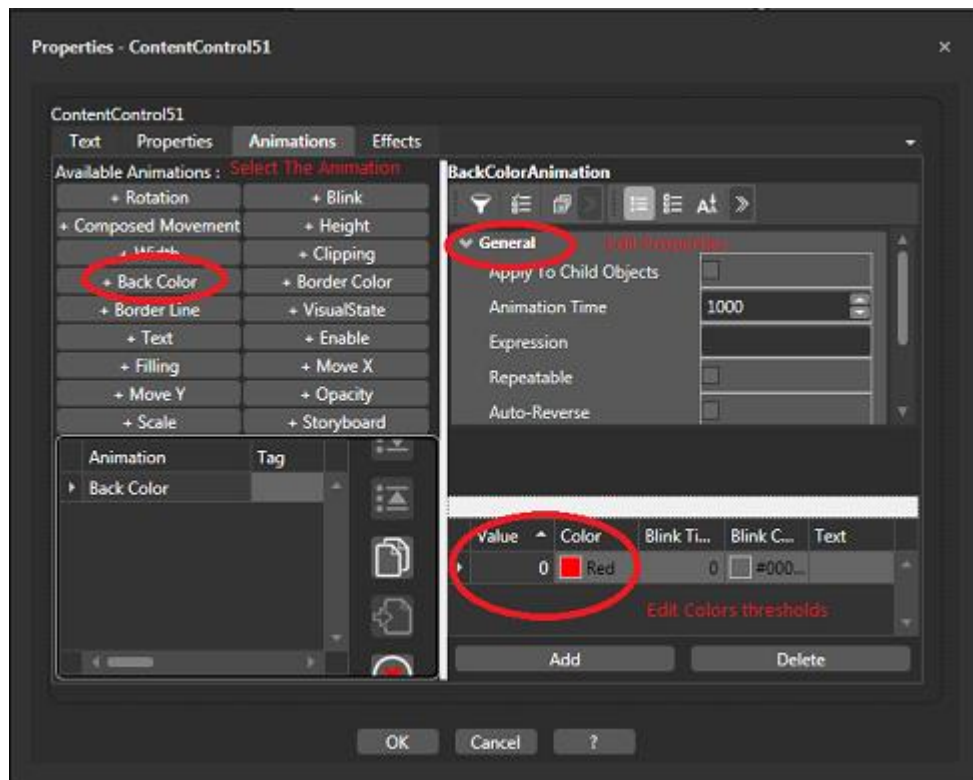 Properties - ContentControl51
ContentControl51
Text Properties Animations Effects
Available Animations : Select The Animation
+ Rotation + Blink
+ Composed Movement + Height
+ Width + Clipping
+ Back Color + Border Color
+ Border Line + VisualState
+ Text + Enable
+ Filling + Move X
+ Move Y + Opacity
+ Scale + Storyboard
Animation Tag
Back Color
BackColorAnimation
General Edit Properties
Apply To Child Objects
Animation Time 1000
Expression
Repeatable
Auto-Reverse
Value Color Blink Ti... Blink C... Text
0 Red 0 #000...
Edit Colors thresholds
Add Delete
OK Cancel ?